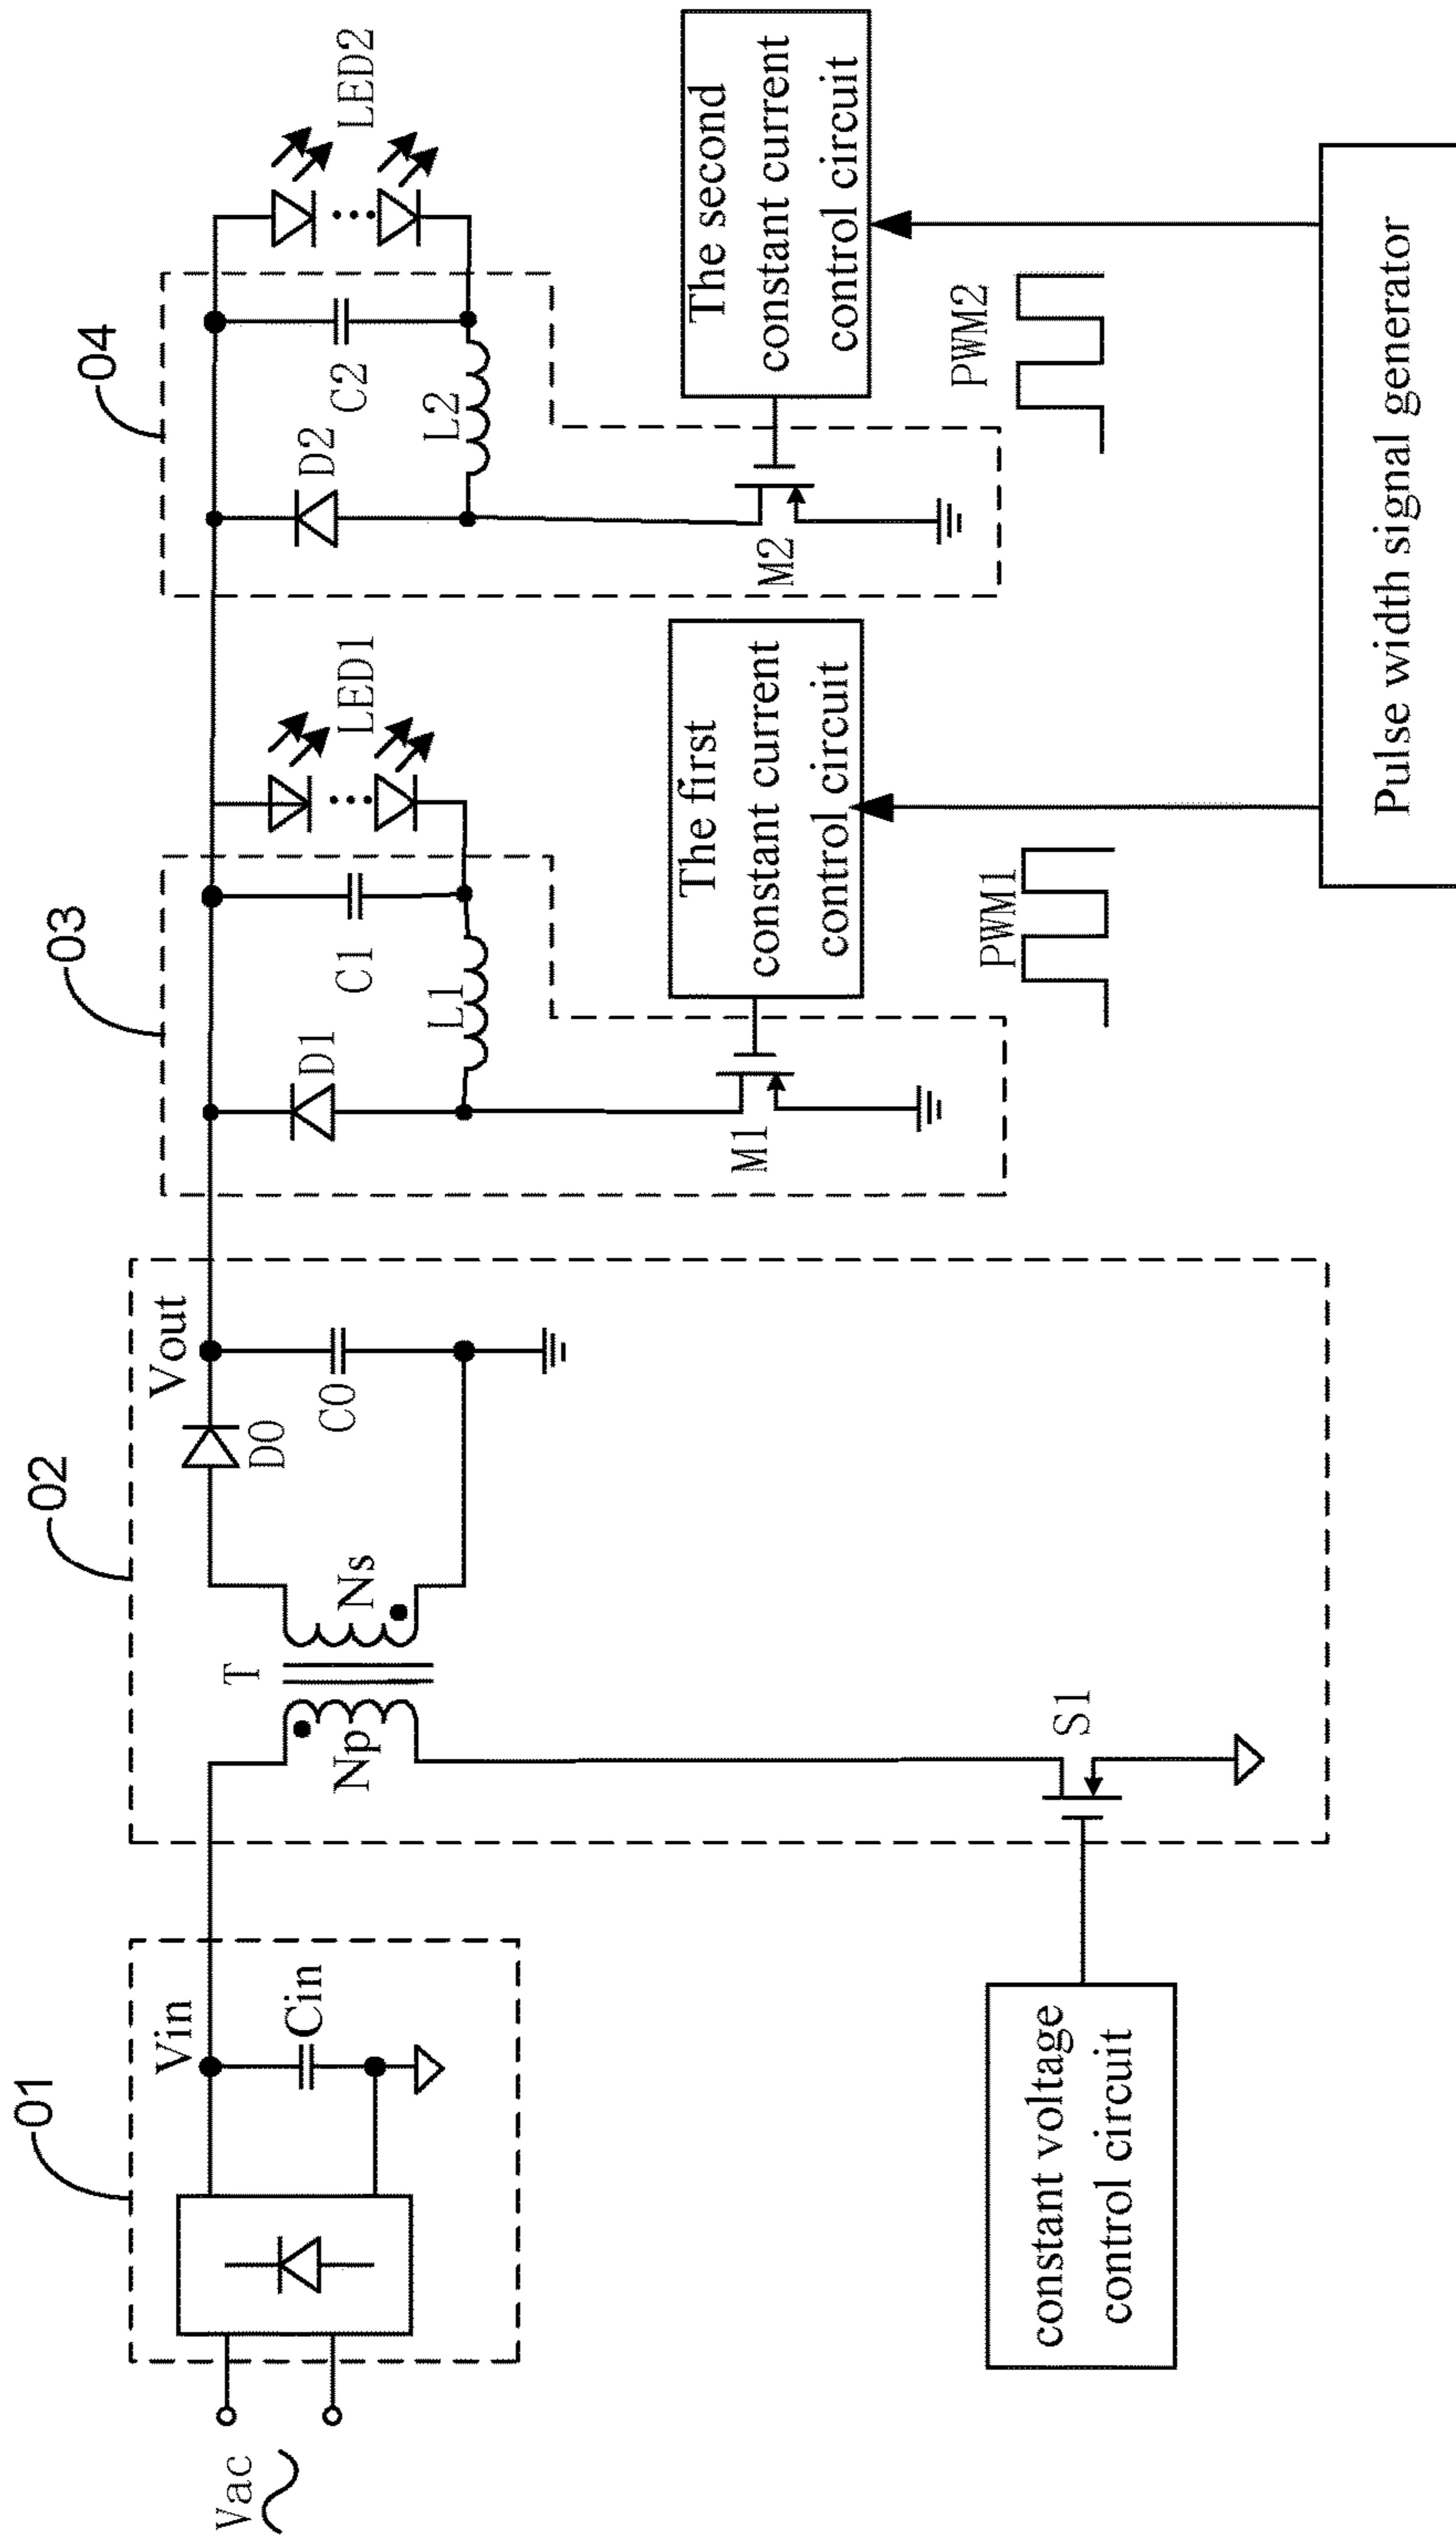 01
02
03
04
Vac
Vin
Cin
T
Np
Ns
S1
D0
Vout
C0
D1
C1
L1
LED1
M1
D2
C2
L2
LED2
M2
constant voltage
control circuit
The first
constant current
control circuit
The second
constant current
control circuit
PWM1
PWM2
Pulse width signal generator